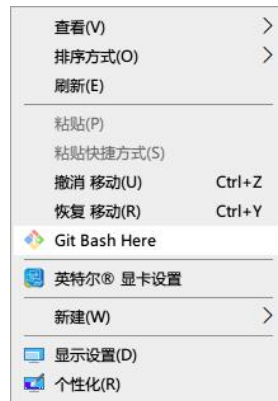 查看(V)
排序方式(O)
刷新(E)
粘贴(P)
粘贴快捷方式(S)
撤消 移动(U) Ctrl+Z
恢复 移动(R) Ctrl+Y
Git Bash Here
英特尔® 显卡设置
新建(W)
显示设置(D)
个性化(R)